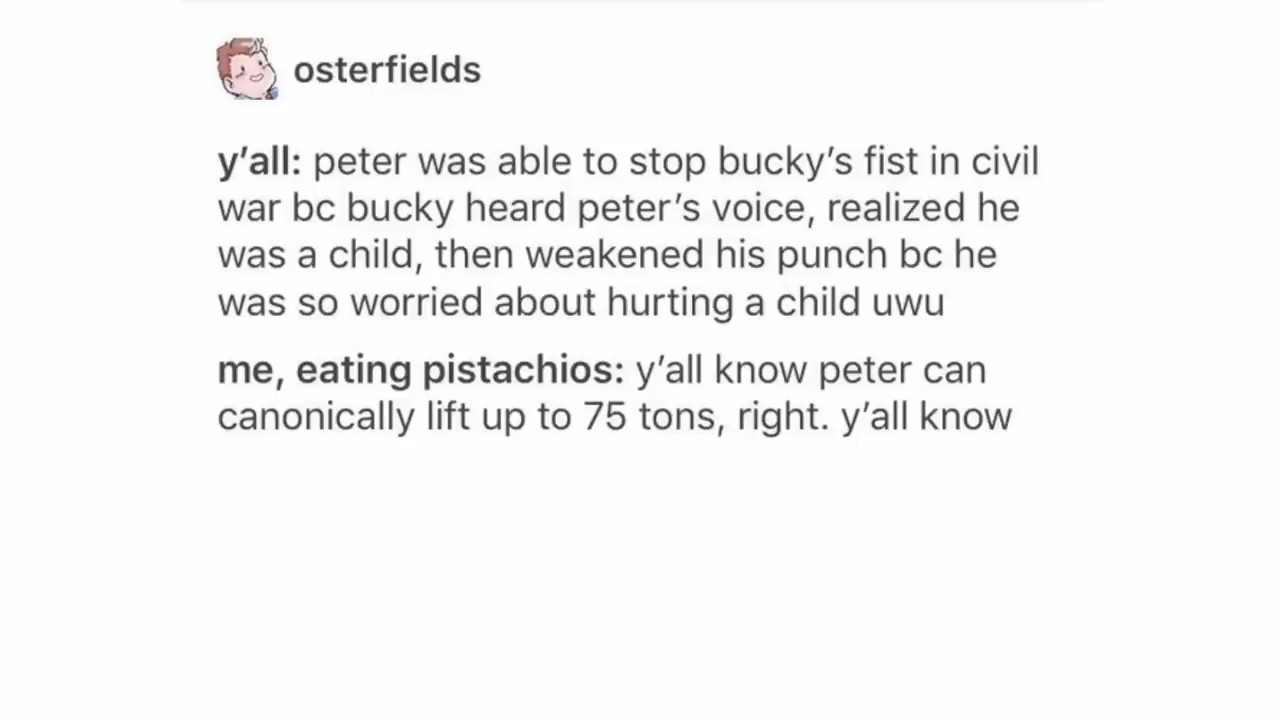 osterfields
y’all: peter was able to stop bucky’s fist in civil
war bc bucky heard peter’s voice, realized he
was a child, then weakened his punch bc he
was so worried about hurting a child uwu
me, eating pistachios: y’all know peter can
canonically lift up to 75 tons, right. y’all know